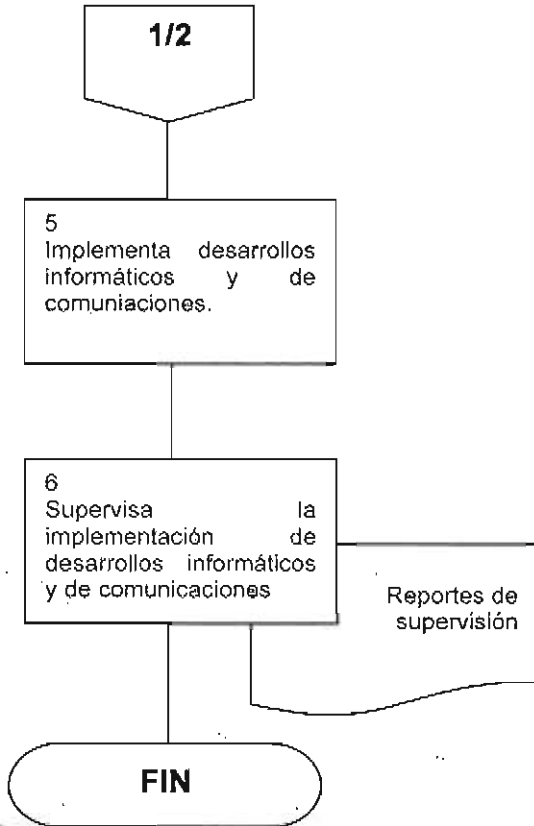 1/2
5
Implementa desarrollos
informáticos y de
comuniaciones.
6
Supervisa la
implementación de
desarrollos informáticos
y de comunicaciones
Reportes de
supervisión
FIN